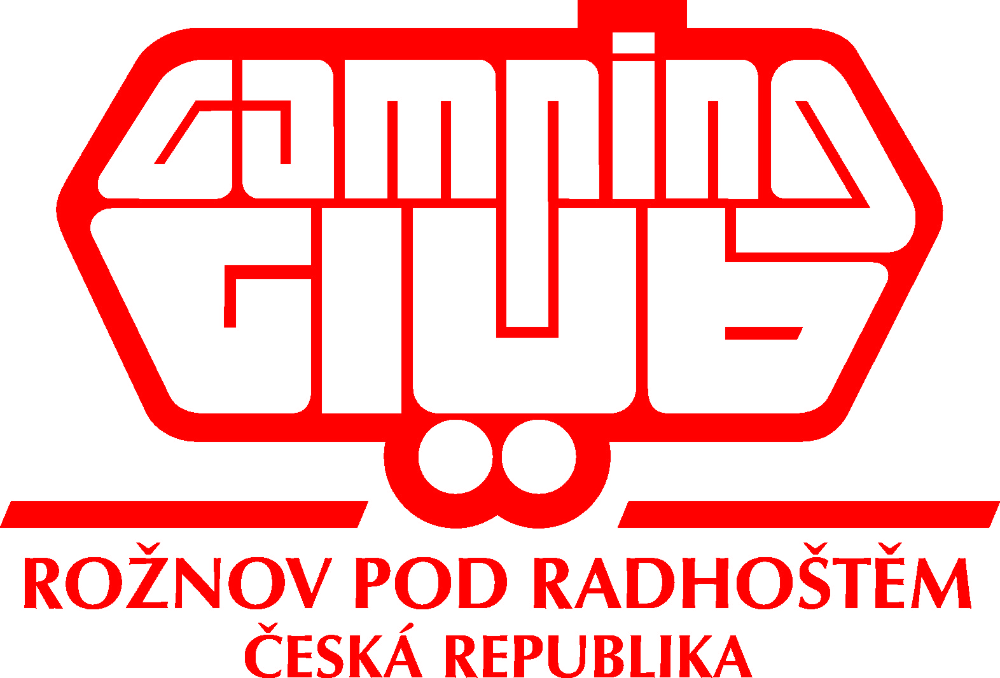 Camping
Club
ROŽNOV POD RADHOŠTĚM
ČESKÁ REPUBLIKA